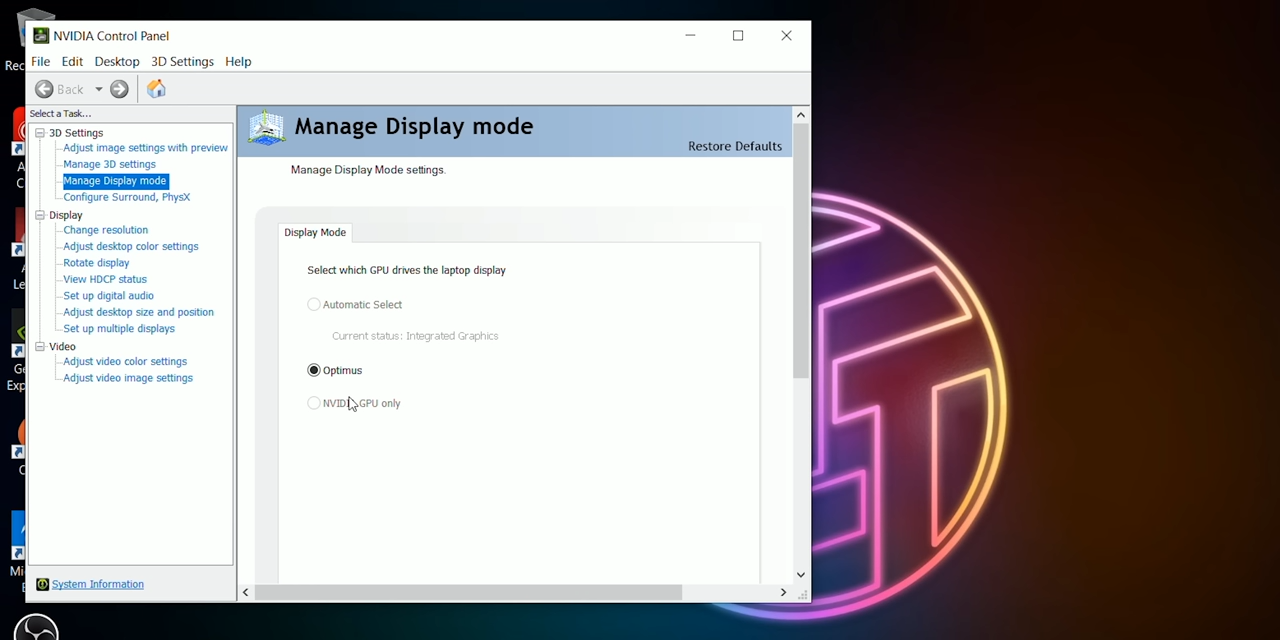 NVIDIA Control Panel
File Edit Desktop 3D Settings Help
Back
Select a Task...
3D Settings
Adjust image settings with preview
Manage 3D settings
Manage Display mode
Configure Surround, PhysX
Display
Change resolution
Adjust desktop color settings
Rotate display
View HDCP status
Set up digital audio
Adjust desktop size and position
Set up multiple displays
Video
Adjust video color settings
Adjust video image settings
System Information
Manage Display mode
Restore Defaults
Manage Display Mode settings.
Display Mode
Select which GPU drives the laptop display
Automatic Select
Current status: Integrated Graphics
Optimus
NVIDIA GPU only